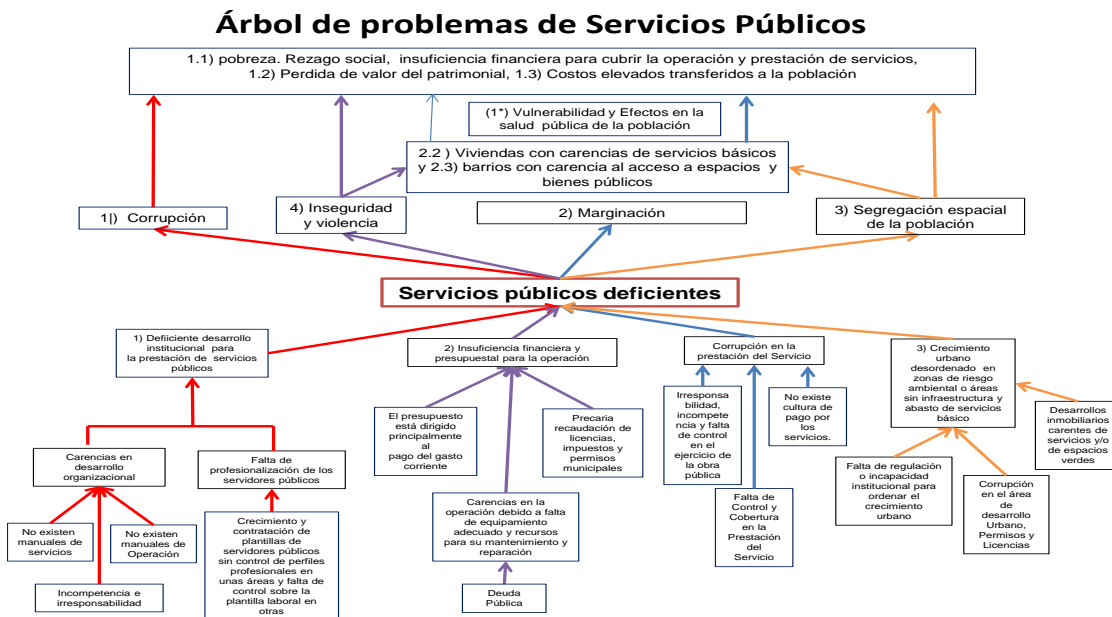 Árbol de problemas de Servicios Públicos
1.1) pobreza. Rezago social, insuficiencia financiera para cubrir la operación y prestación de servicios,
1.2) Perdida de valor del patrimonial, 1.3) Costos elevados transferidos a la población
(1*) Vulnerabilidad y Efectos en la
salud pública de la población
2.2 ) Viviendas con carencias de servicios básicos
y 2.3) barrios con carencia al acceso a espacios y
bienes públicos
1|) Corrupción
4) Inseguridad
y violencia
2) Marginación
3) Segregación espacial
de la población
Servicios públicos deficientes
1) Deficiente desarrollo
institucional para
la prestación de servicios
públicos
2) Insuficiencia financiera y
presupuestal para la operación
Corrupción en la
prestación del Servicio
3) Crecimiento
urbano
desordenado en
zonas de riesgo
ambiental o áreas
sin infraestructura y
abasto de servicios
básico
El presupuesto
está dirigido
principalmente
al
pago del gasto
corriente
Precaria
recaudación de
licencias,
impuestos y
permisos
municipales
Irresponsa
bilidad,
incompete
ncia y falta
de control
en el
ejercicio de
la obra
pública
No existe
cultura de
pago por
los
servicios.
Desarrollos
inmobiliarios
carentes de
servicios y/o
de espacios
verdes
Carencias en
desarrollo
organizacional
Falta de
profesionalización de los
servidores públicos
Falta de regulación
o incapacidad
institucional para
ordenar el
crecimiento
urbano
Corrupción
en el área
de
desarrollo
Urbano,
Permisos y
Licencias
No existen
manuales de
servicios
No existen
manuales de
Operación
Crecimiento y
contratación de
plantillas de
servidores públicos
sin control de perfiles
profesionales en
unas áreas y falta de
control sobre la
plantilla laboral en
otras
Carencias en la
operación debido a falta
de equipamiento
adecuado y recursos
para su mantenimiento y
reparación
Falta de
Control y
Cobertura
en la
Prestación
del
Servicio
Incompetencia e
irresponsabilidad
Deuda
Pública